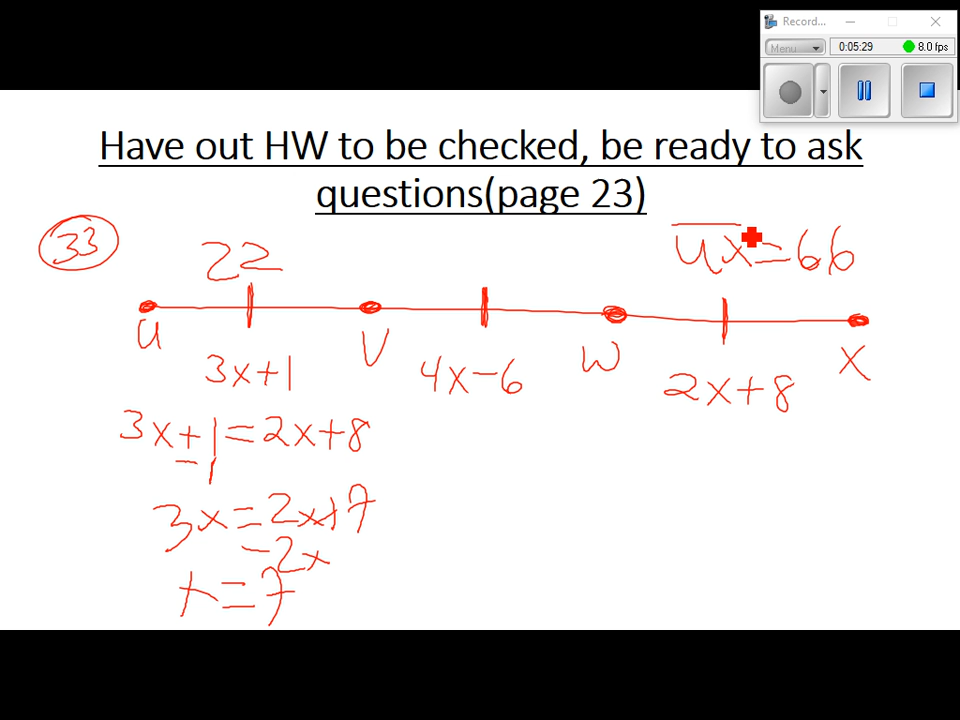 Record...
Menu
0:05:29
8.0 fps
Have out HW to be checked, be ready to ask
questions(page 23)
33
22
UX=66
U
V
W
X
3x+1
4x-6
2x+8
3x+1=2x+8
-1
3x=2x+7
-2x
x=7